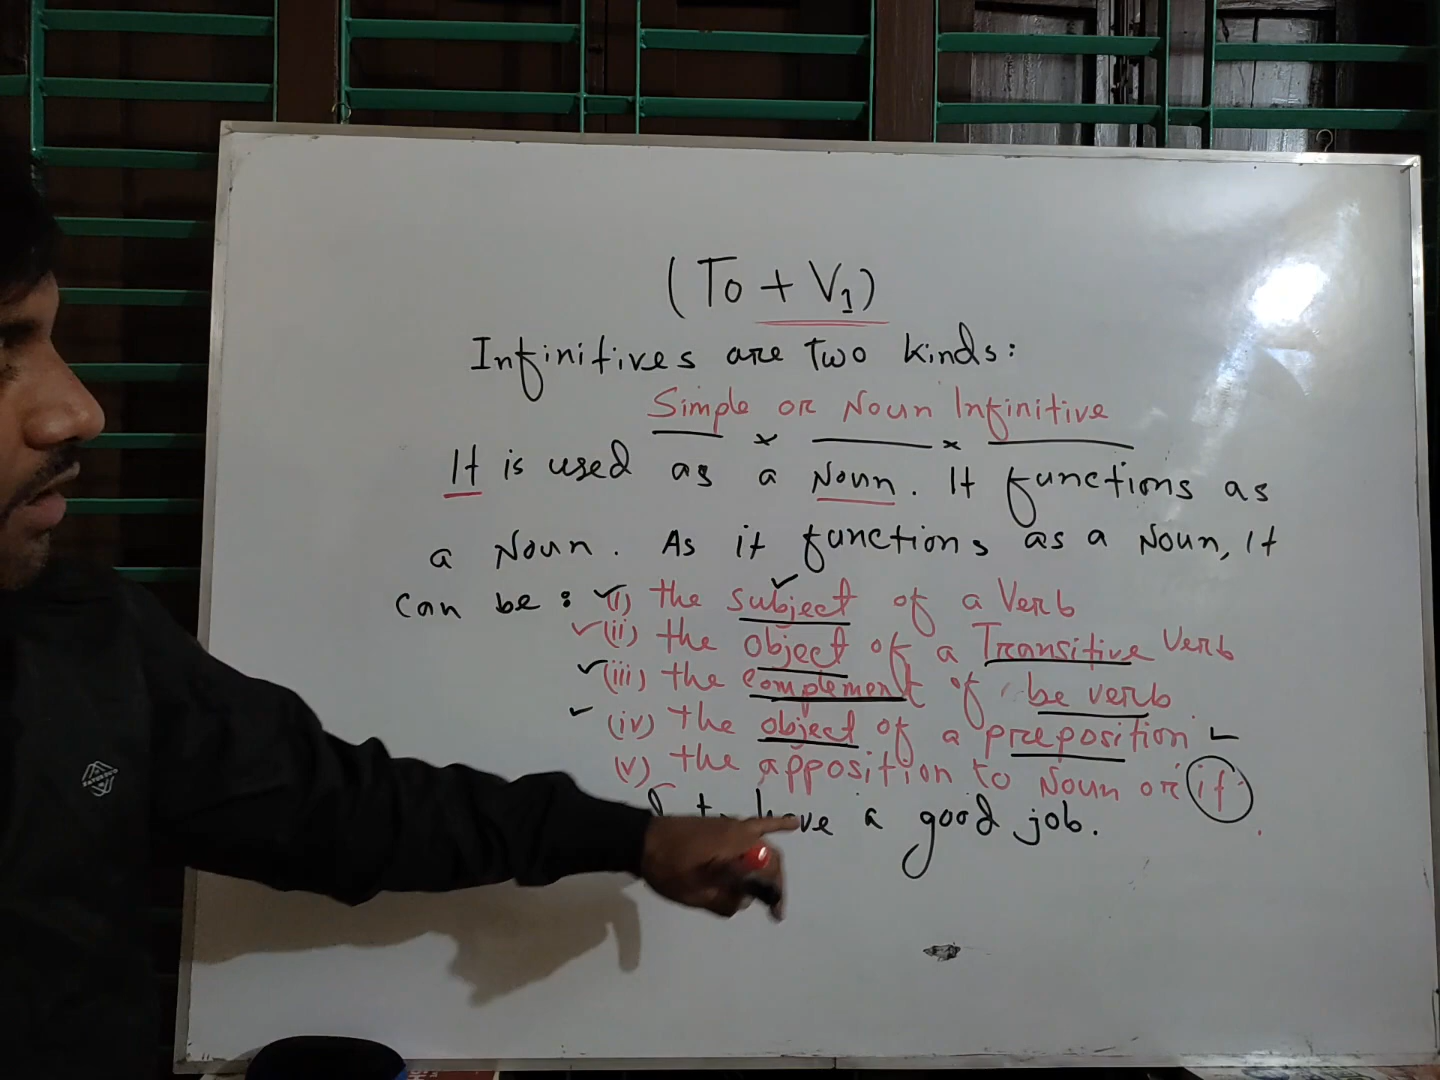 (To + V1)
Infinitives are Two kinds:
Simple or Noun Infinitive
It is used as a Noun. It functions as
a Noun. As it functions as a Noun, It
can be : (i) the subject of a Verb
(ii) the object of a Transitive Verb
(iii) the complement of be verb
(iv) the object of a preposition
(v) the apposition to Noun or it
have a good job.